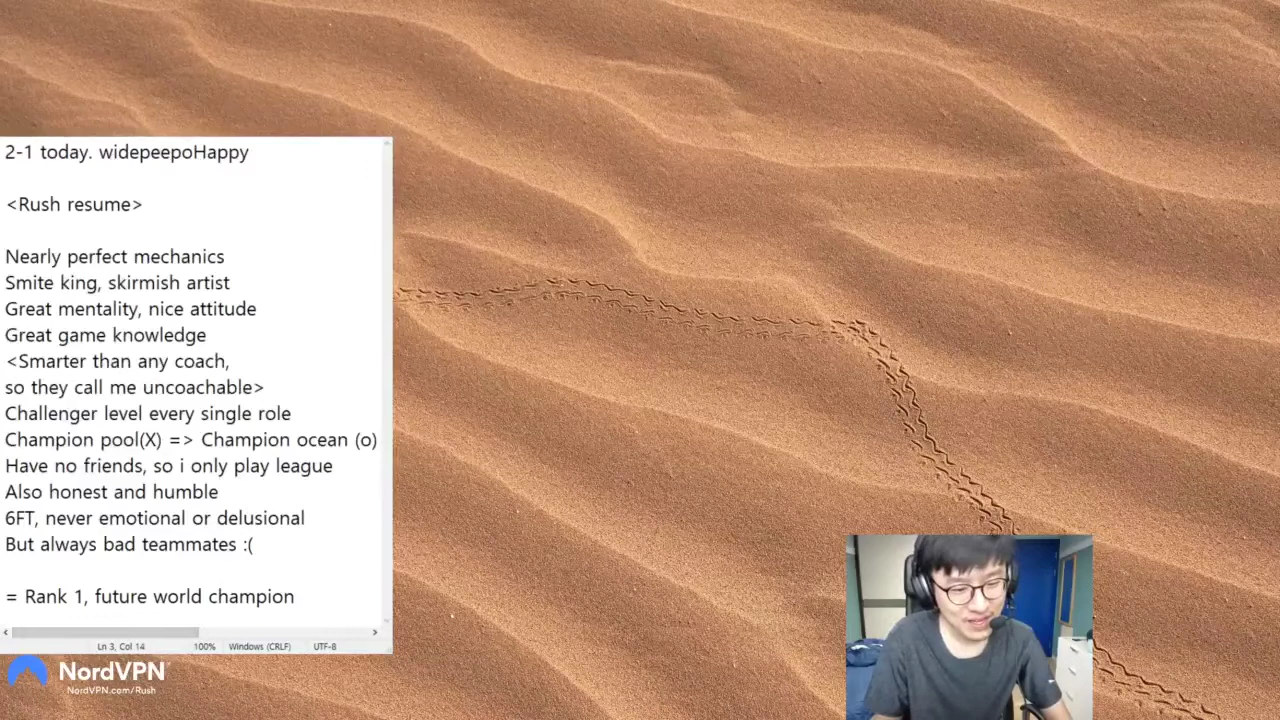 2-1 today. widepeepoHappy
<Rush resume>
Nearly perfect mechanics
Smite king, skirmish artist
Great mentality, nice attitude
Great game knowledge
<Smarter than any coach,
so they call me uncoachable>
Challenger level every single role
Champion pool(X) => Champion ocean (o)
Have no friends, so i only play league
Also honest and humble
6FT, never emotional or delusional
But always bad teammates :(
= Rank 1, future world champion
Ln 3, Col 14 100% Windows (CRLF) UTF-8
NordVPN
NordVPN.com/Rush